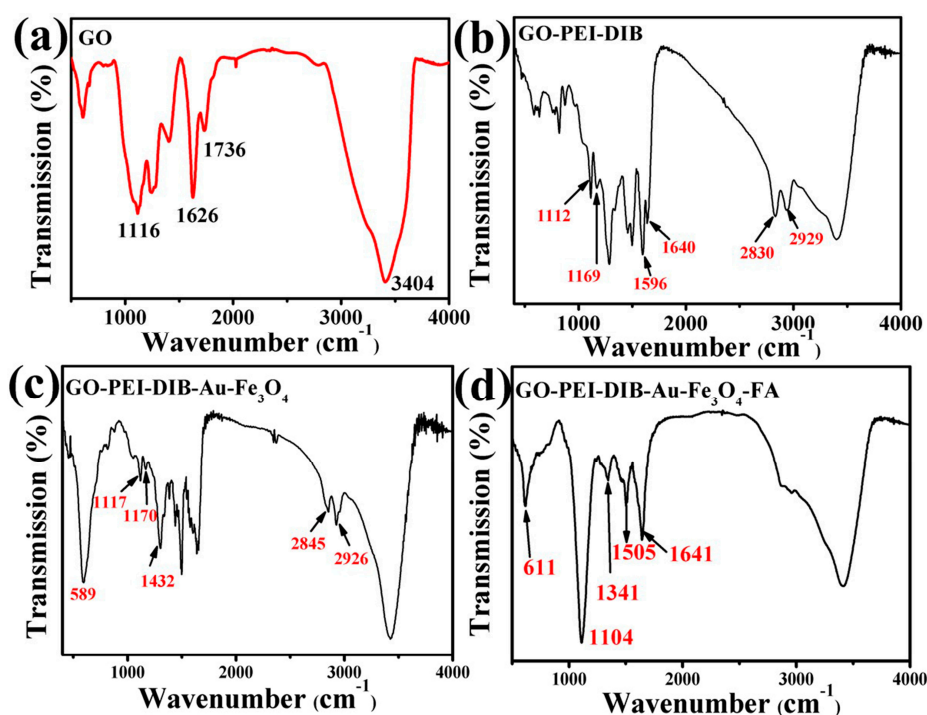 (a) GO
Transmission (%)
1116
1626
1736
3404
1000 2000 3000 4000
Wavenumber (cm⁻¹)
(b) GO-PEI-DIB
Transmission (%)
1112
1169
1596
1640
2830
2929
1000 2000 3000 4000
Wavenumber (cm⁻¹)
(c) GO-PEI-DIB-Au-Fe₃O₄
Transmission (%)
589
1117
1170
1432
2845
2926
1000 2000 3000 4000
Wavenumber (cm⁻¹)
(d) GO-PEI-DIB-Au-Fe₃O₄-FA
Transmission (%)
611
1104
1341
1505
1641
1000 2000 3000 4000
Wavenumber (cm⁻¹)